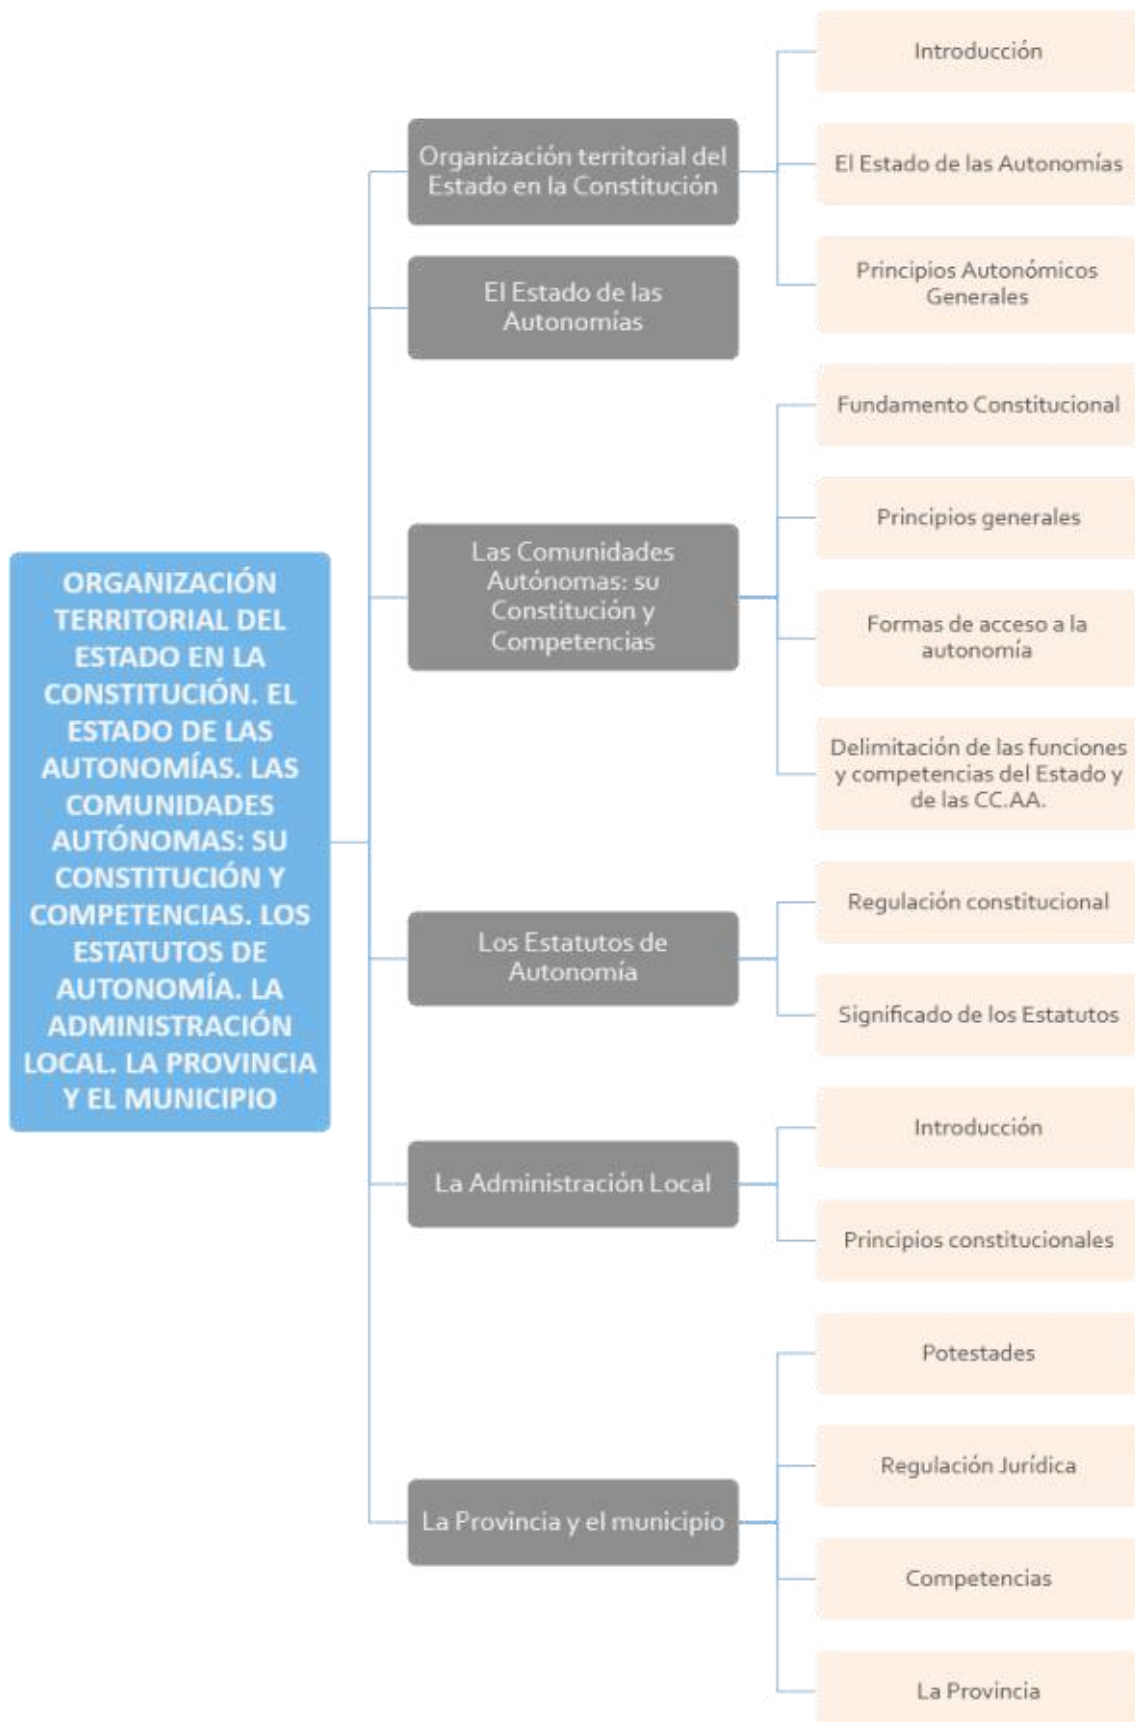 ORGANIZACIÓN
TERRITORIAL DEL
ESTADO EN LA
CONSTITUCIÓN. EL
ESTADO DE LAS
AUTONOMÍAS. LAS
COMUNIDADES
AUTÓNOMAS: SU
CONSTITUCIÓN Y
COMPETENCIAS. LOS
ESTATUTOS DE
AUTONOMÍA. LA
ADMINISTRACIÓN
LOCAL. LA PROVINCIA
Y EL MUNICIPIO
Organización territorial del
Estado en la Constitución
Introducción
El Estado de las Autonomías
Principios Autonómicos
Generales
El Estado de las
Autonomías
Las Comunidades
Autónomas: su
Constitución y
Competencias
Fundamento Constitucional
Principios generales
Formas de acceso a la
autonomía
Delimitación de las funciones
y competencias del Estado y
de las CC.AA.
Los Estatutos de
Autonomía
Regulación constitucional
Significado de los Estatutos
La Administración Local
Introducción
Principios constitucionales
La Provincia y el municipio
Potestades
Regulación Jurídica
Competencias
La Provincia